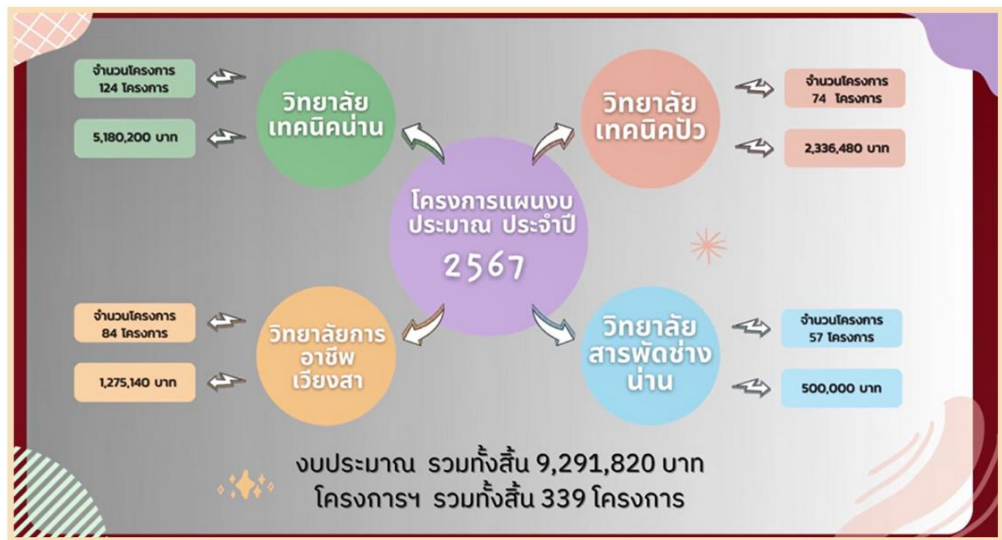 จำนวนโครงการ
124 โครงการ
5,180,200 บาท
วิทยาลัย
เทคนิคน่าน
วิทยาลัย
เทคนิคปัว
จำนวนโครงการ
74 โครงการ
2,336,480 บาท
โครงการแผนงบ
ประมาณ ประจำปี
2567
จำนวนโครงการ
84 โครงการ
1,275,140 บาท
วิทยาลัยการ
อาชีพ
เวียงสา
วิทยาลัย
สารพัดช่าง
น่าน
จำนวนโครงการ
57 โครงการ
500,000 บาท
งบประมาณ รวมทั้งสิ้น 9,291,820 บาท
โครงการฯ รวมทั้งสิ้น 339 โครงการ